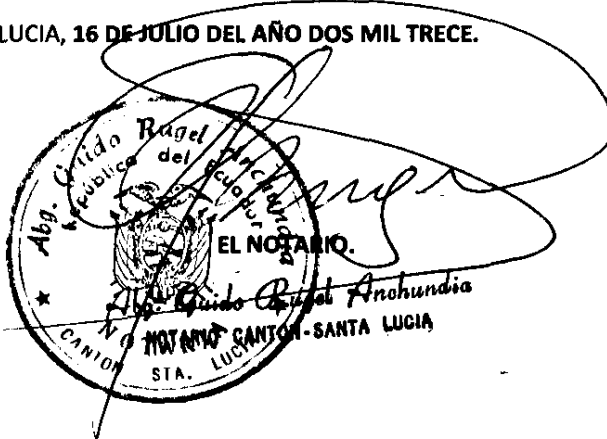 LUCIA, 16 DE JULIO DEL AÑO DOS MIL TRECE.
Abg. Guido Rugel Anchundia
República del Ecuador
EL NOTARIO.
Abg. Guido Rugel Anchundia
NOTARIO CANTON-SANTA LUCIA
CANTON STA. LUCIA